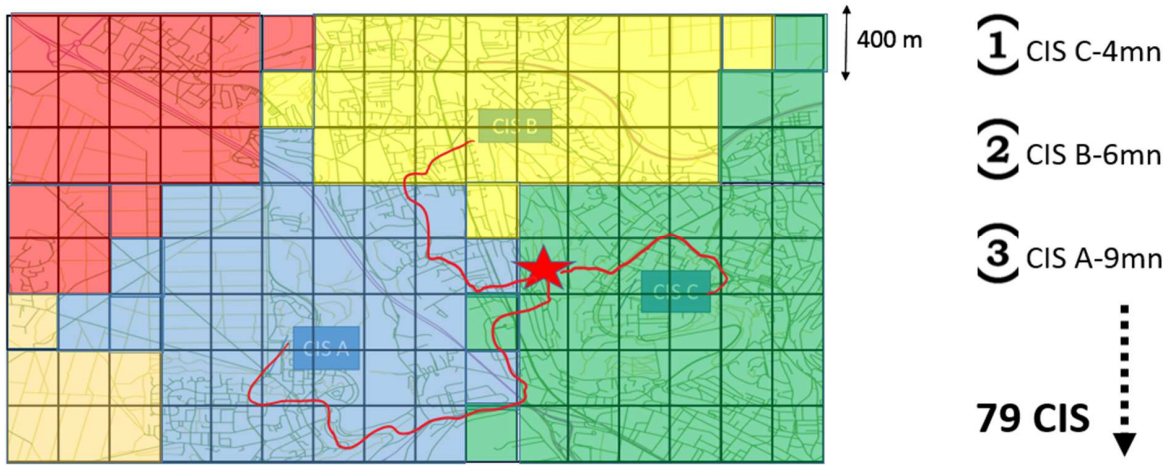 400 m
1 CIS C-4mn
CIS B
2 CIS B-6mn
3 CIS A-9mn
CIS C
CIS A
79 CIS